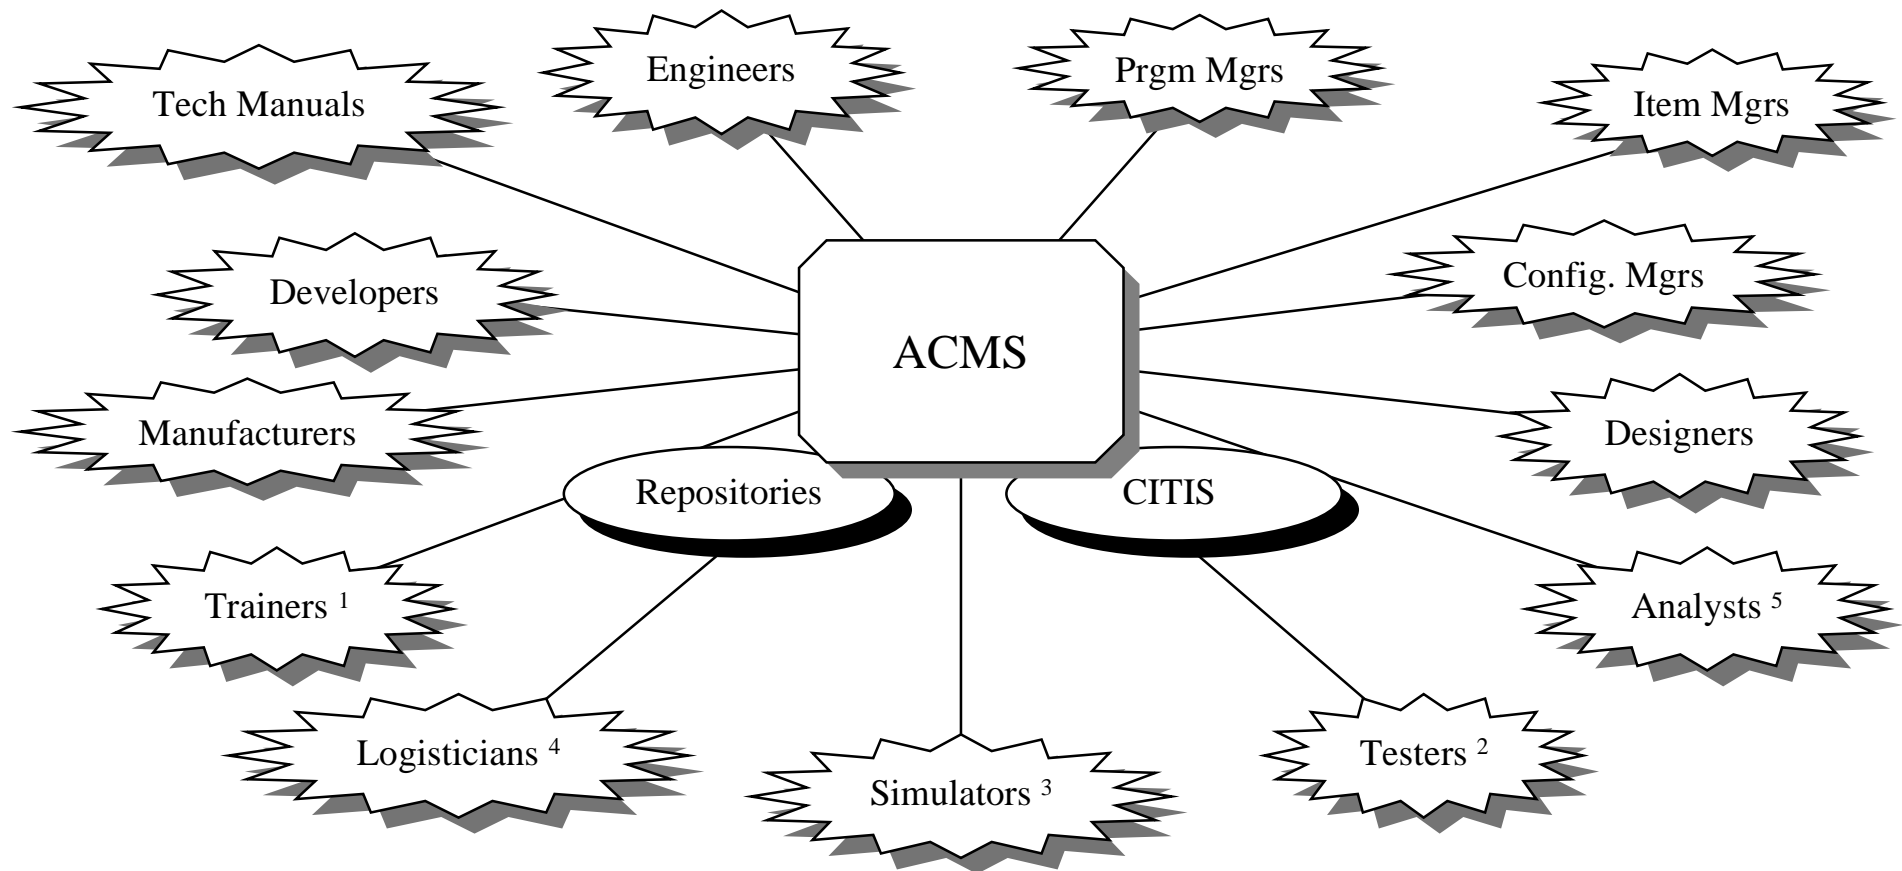 Engineers
Prgm Mgrs
Tech Manuals
Item Mgrs
Developers
Config. Mgrs
ACMS
Manufacturers
Designers
Repositories
CITIS
Trainers 1
Analysts 5
Logisticians 4
Testers 2
Simulators 3